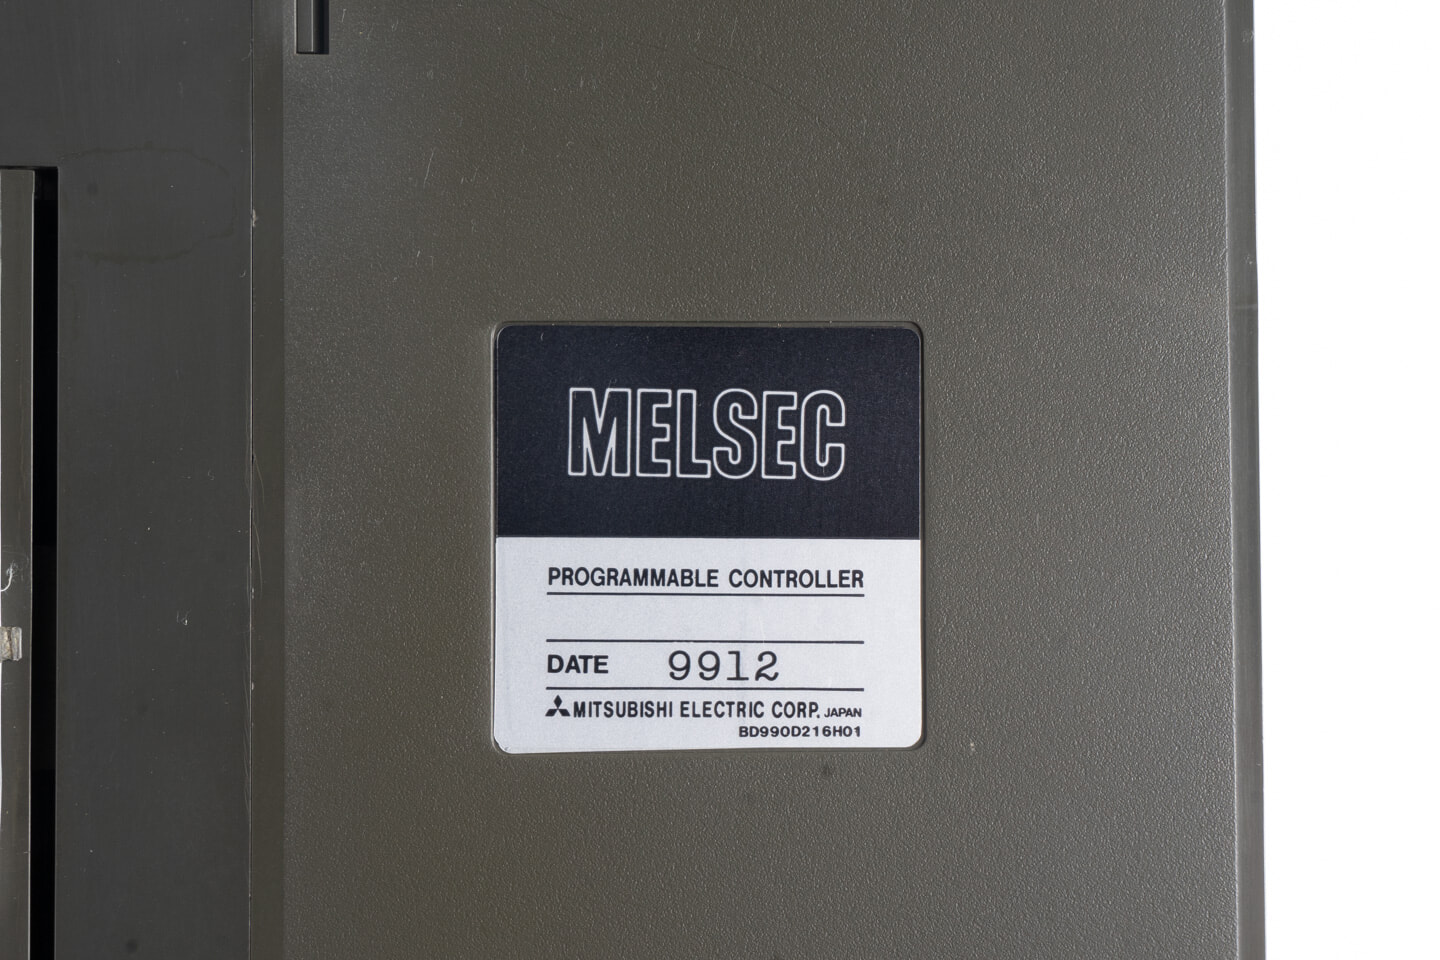 MELSEC
PROGRAMMABLE CONTROLLER
DATE 9912
MITSUBISHI ELECTRIC CORP. JAPAN
BD990D216H01